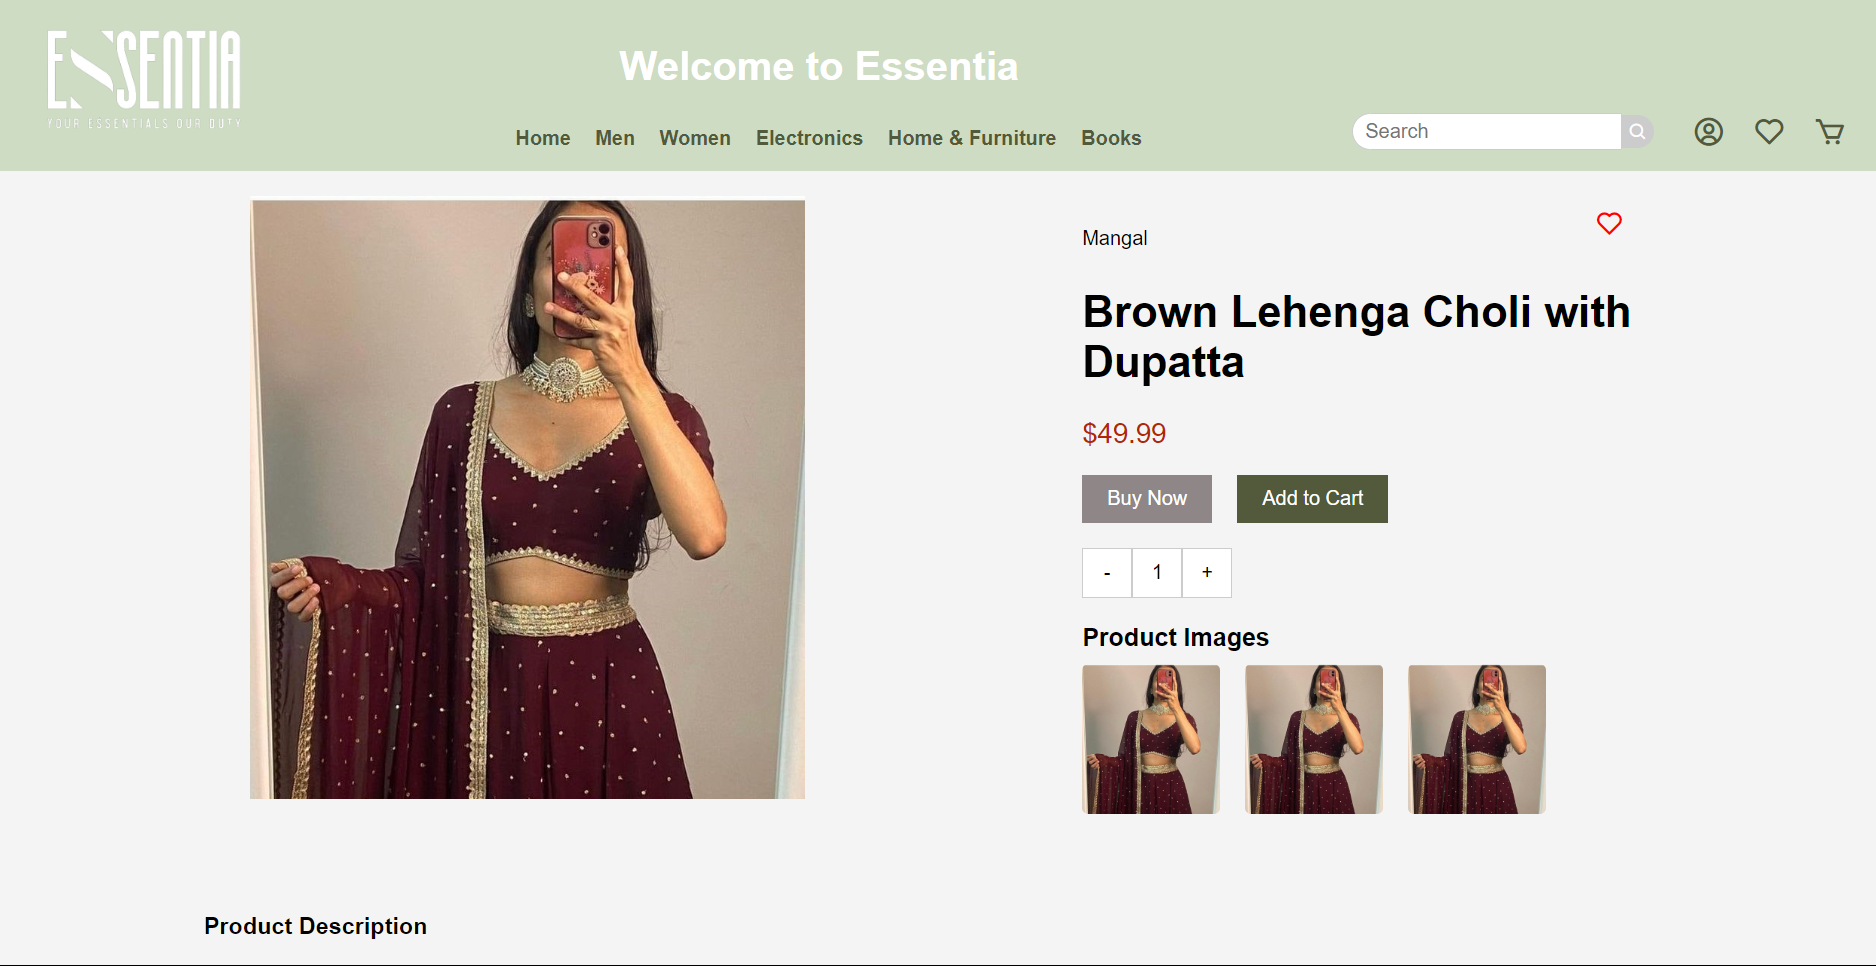 ESSENTIA
YOUR ESSENTIALS OUR DUTY
Welcome to Essentia
Home Men Women Electronics Home & Furniture Books
Search
Mangal
Brown Lehenga Choli with
Dupatta
$49.99
Buy Now Add to Cart
- 1 +
Product Images
Product Description